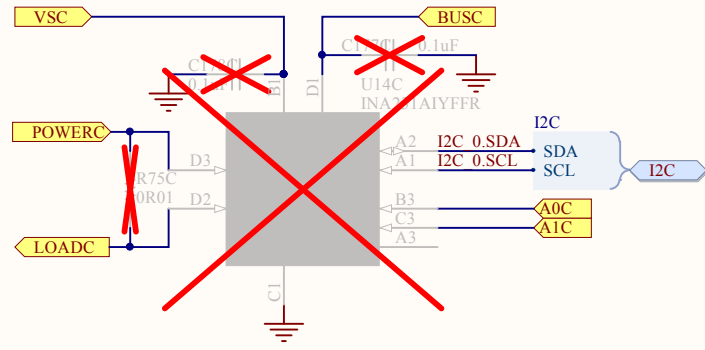 VSC
BUSC
0.1uF
B1
D1
U14C
INA231AIYFFR
POWERC
I2C
A2
I2C_0.SDA
SDA
D3
A1
I2C_0.SCL
SCL
I2C
R75C
0R01
D2
B3
A0C
C3
A1C
LOADC
A3
C1